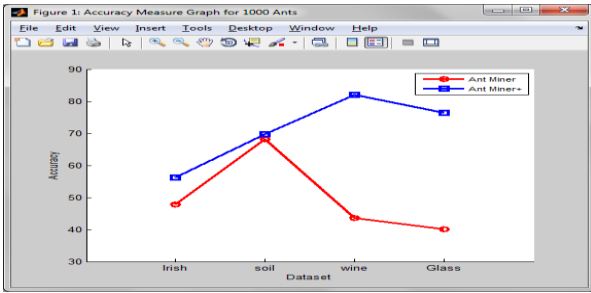 Figure 1: Accuracy Measure Graph for 1000 Ants
File Edit View Insert Tools Desktop Window Help
90
80
70
60
50
40
30
Accuracy
Ant Miner
Ant Miner+
Irish soil wine Glass
Dataset